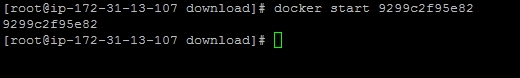 [root@ip-172-31-13-107 download]# docker start 9299c2f95e82
9299c2f95e82
[root@ip-172-31-13-107 download]#